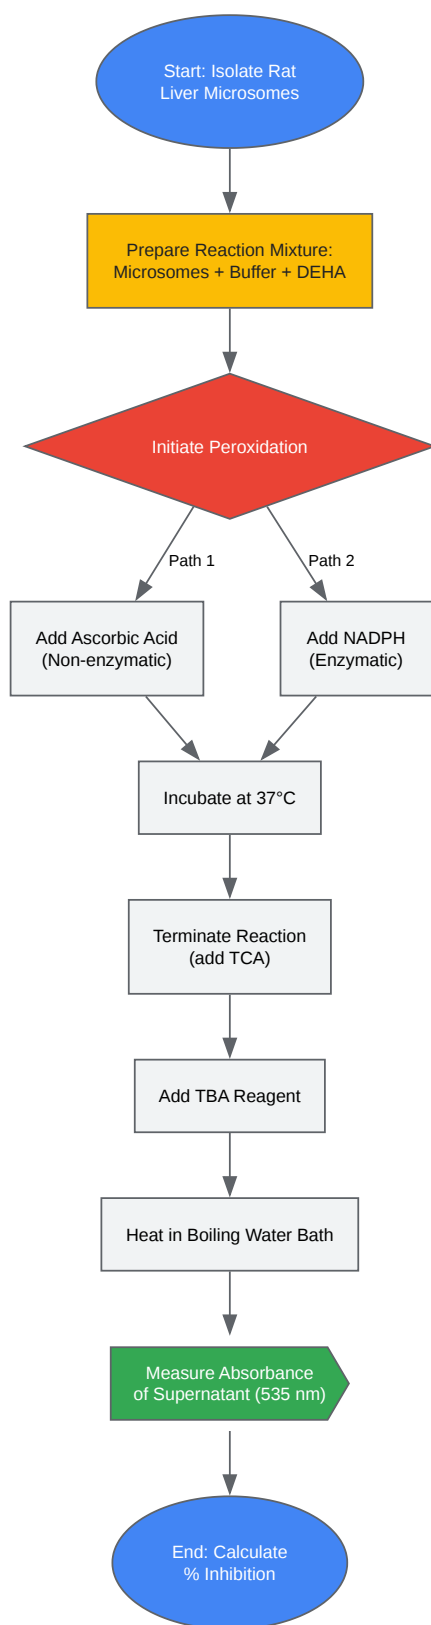 Start: Isolate Rat
Liver Microsomes
Prepare Reaction Mixture:
Microsomes + Buffer + DEHA
Initiate Peroxidation
Path 1
Path 2
Add Ascorbic Acid
(Non-enzymatic)
Add NADPH
(Enzymatic)
Incubate at 37°C
Terminate Reaction
(add TCA)
Add TBA Reagent
Heat in Boiling Water Bath
Measure Absorbance
of Supernatant (535 nm)
End: Calculate
% Inhibition